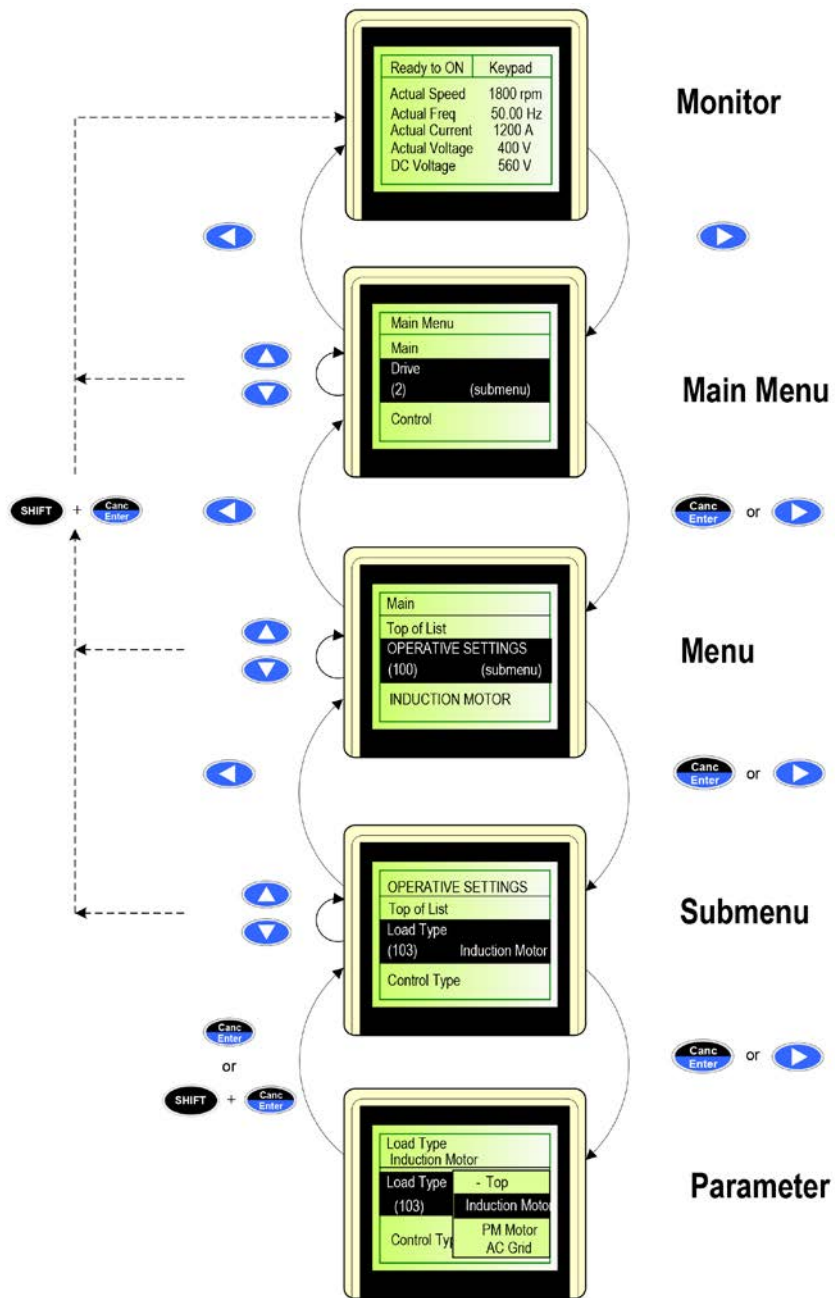 Ready to ON Keypad
Actual Speed 1800 rpm
Actual Freq 50.00 Hz
Actual Current 1200 A
Actual Voltage 400 V
DC Voltage 560 V
Monitor
Main Menu
Main
Drive
(2) (submenu)
Control
Main Menu
SHIFT + Canc
Enter
Canc
Enter or
Main
Top of List
OPERATIVE SETTINGS
(100) (submenu)
INDUCTION MOTOR
Menu
Canc
Enter or
OPERATIVE SETTINGS
Top of List
Load Type
(103) Induction Motor
Control Type
Submenu
Canc
Enter
or
SHIFT + Canc
Enter
Canc
Enter or
Load Type
Induction Motor
Load Type - Top
(103) Induction Moto
PM Motor
Control Typ
AC Grid
Parameter